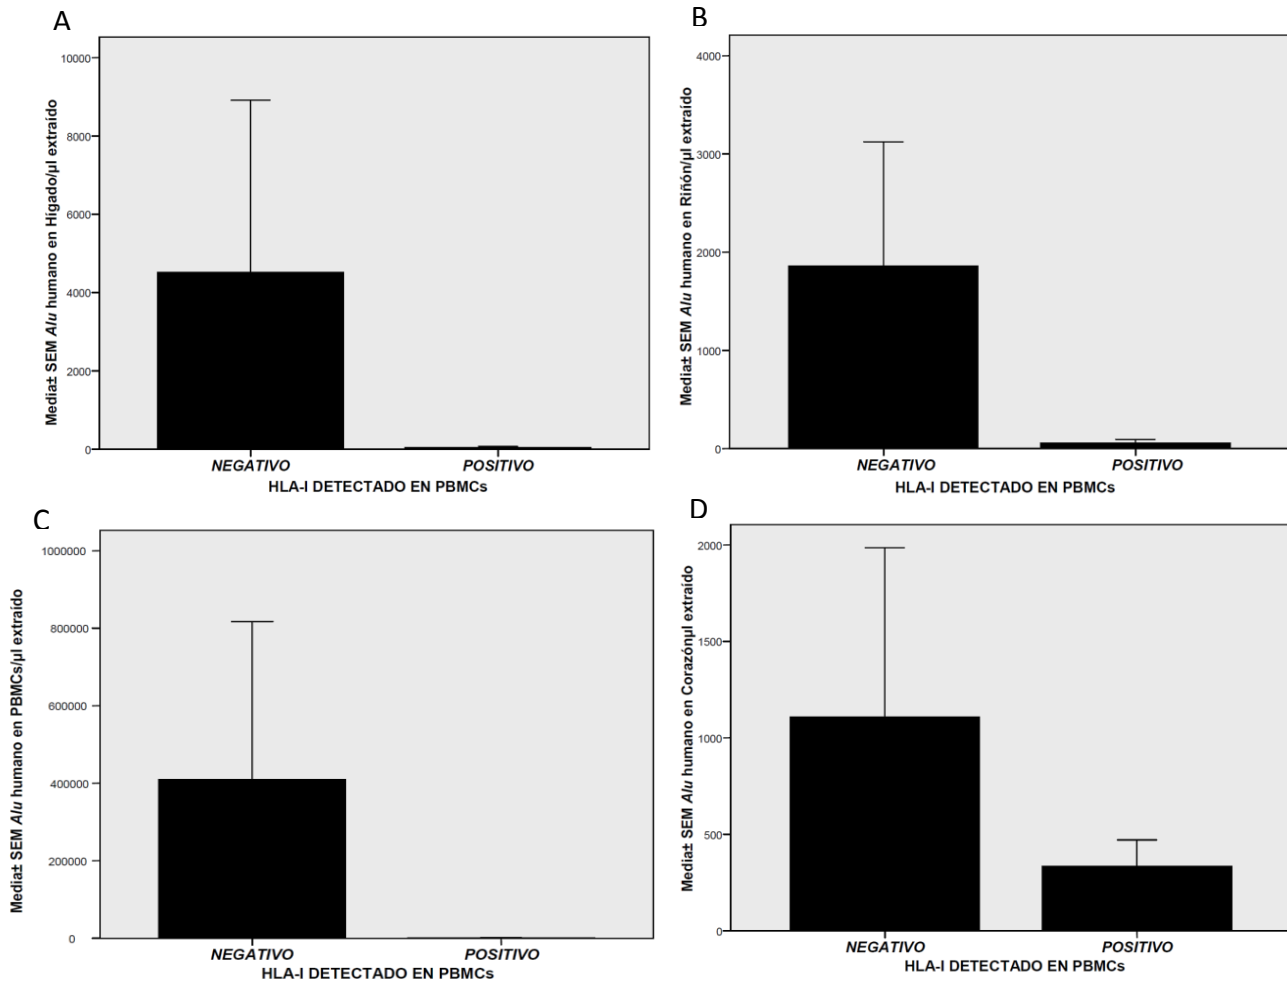 A
Media± SEM Alu humano en Hígado/µl extraído
10000
8000
6000
4000
2000
0
NEGATIVO POSITIVO
HLA-I DETECTADO EN PBMCs
B
Media± SEM Alu humano en Riñón/µl extraído
4000
3000
2000
1000
0
NEGATIVO POSITIVO
HLA-I DETECTADO EN PBMCs
C
Media± SEM Alu humano en PBMCs/µl extraído
1000000
800000
600000
400000
200000
0
NEGATIVO POSITIVO
HLA-I DETECTADO EN PBMCs
D
Media± SEM Alu humano en Corazónµl extraído
2000
1500
1000
500
0
NEGATIVO POSITIVO
HLA-I DETECTADO EN PBMCs